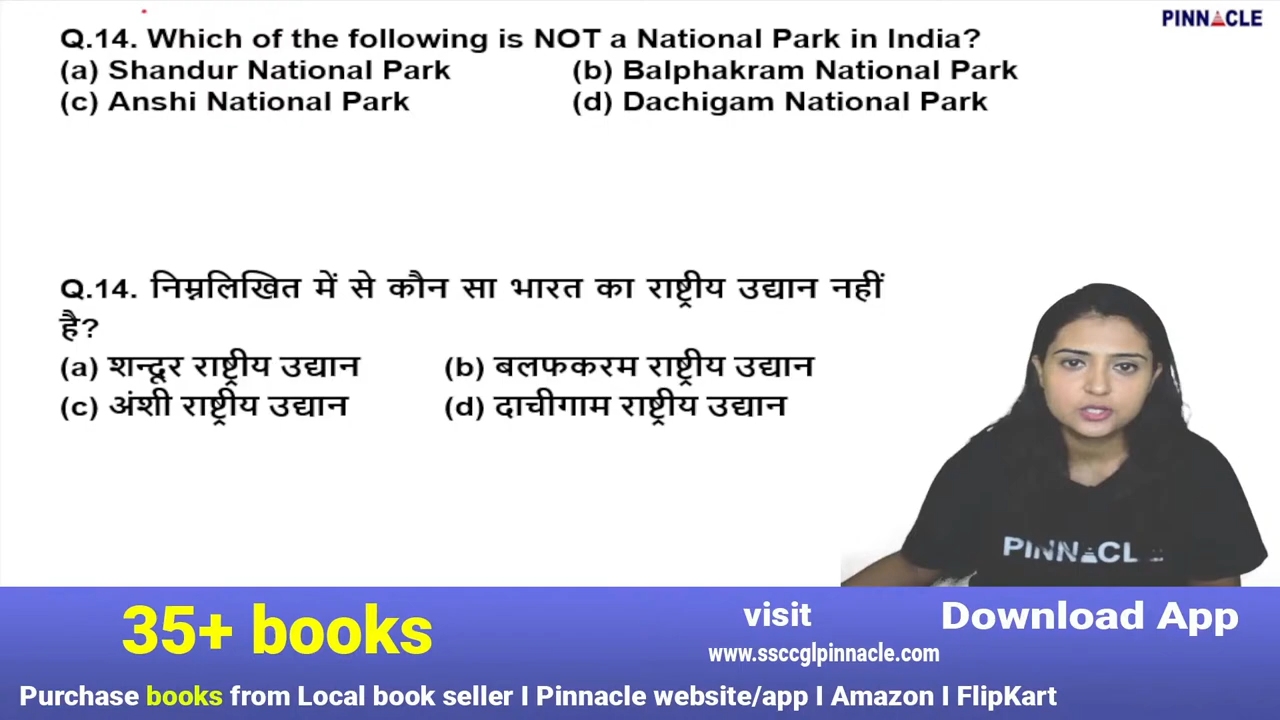 PINNACLE
Q.14. Which of the following is NOT a National Park in India?
(a) Shandur National Park (b) Balphakram National Park
(c) Anshi National Park (d) Dachigam National Park
Q.14. निम्नलिखित में से कौन सा भारत का राष्ट्रीय उद्यान नहीं
है?
(a) शन्दूर राष्ट्रीय उद्यान (b) बलफकरम राष्ट्रीय उद्यान
(c) अंशी राष्ट्रीय उद्यान (d) दाचीगाम राष्ट्रीय उद्यान
PINNACL
35+ books
visit
www.ssccglpinnacle.com
Download App
Purchase books from Local book seller I Pinnacle website/app I Amazon I FlipKart